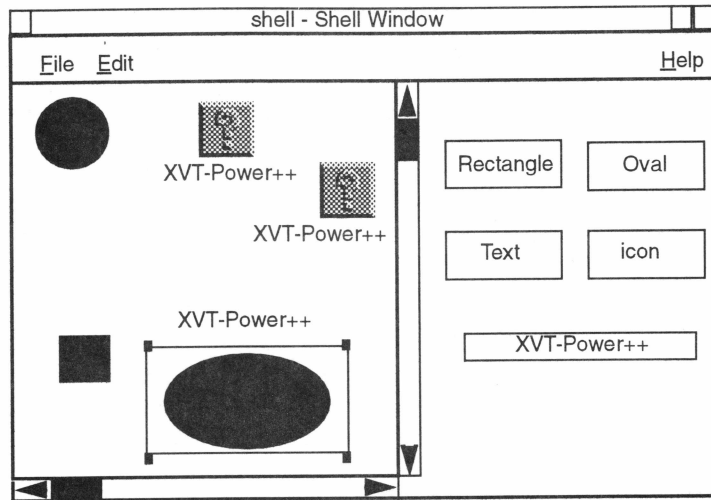 shell - Shell Window
File Edit Help
XVT-Power++
XVT-Power++
XVT-Power++
Rectangle Oval
Text icon
XVT-Power++